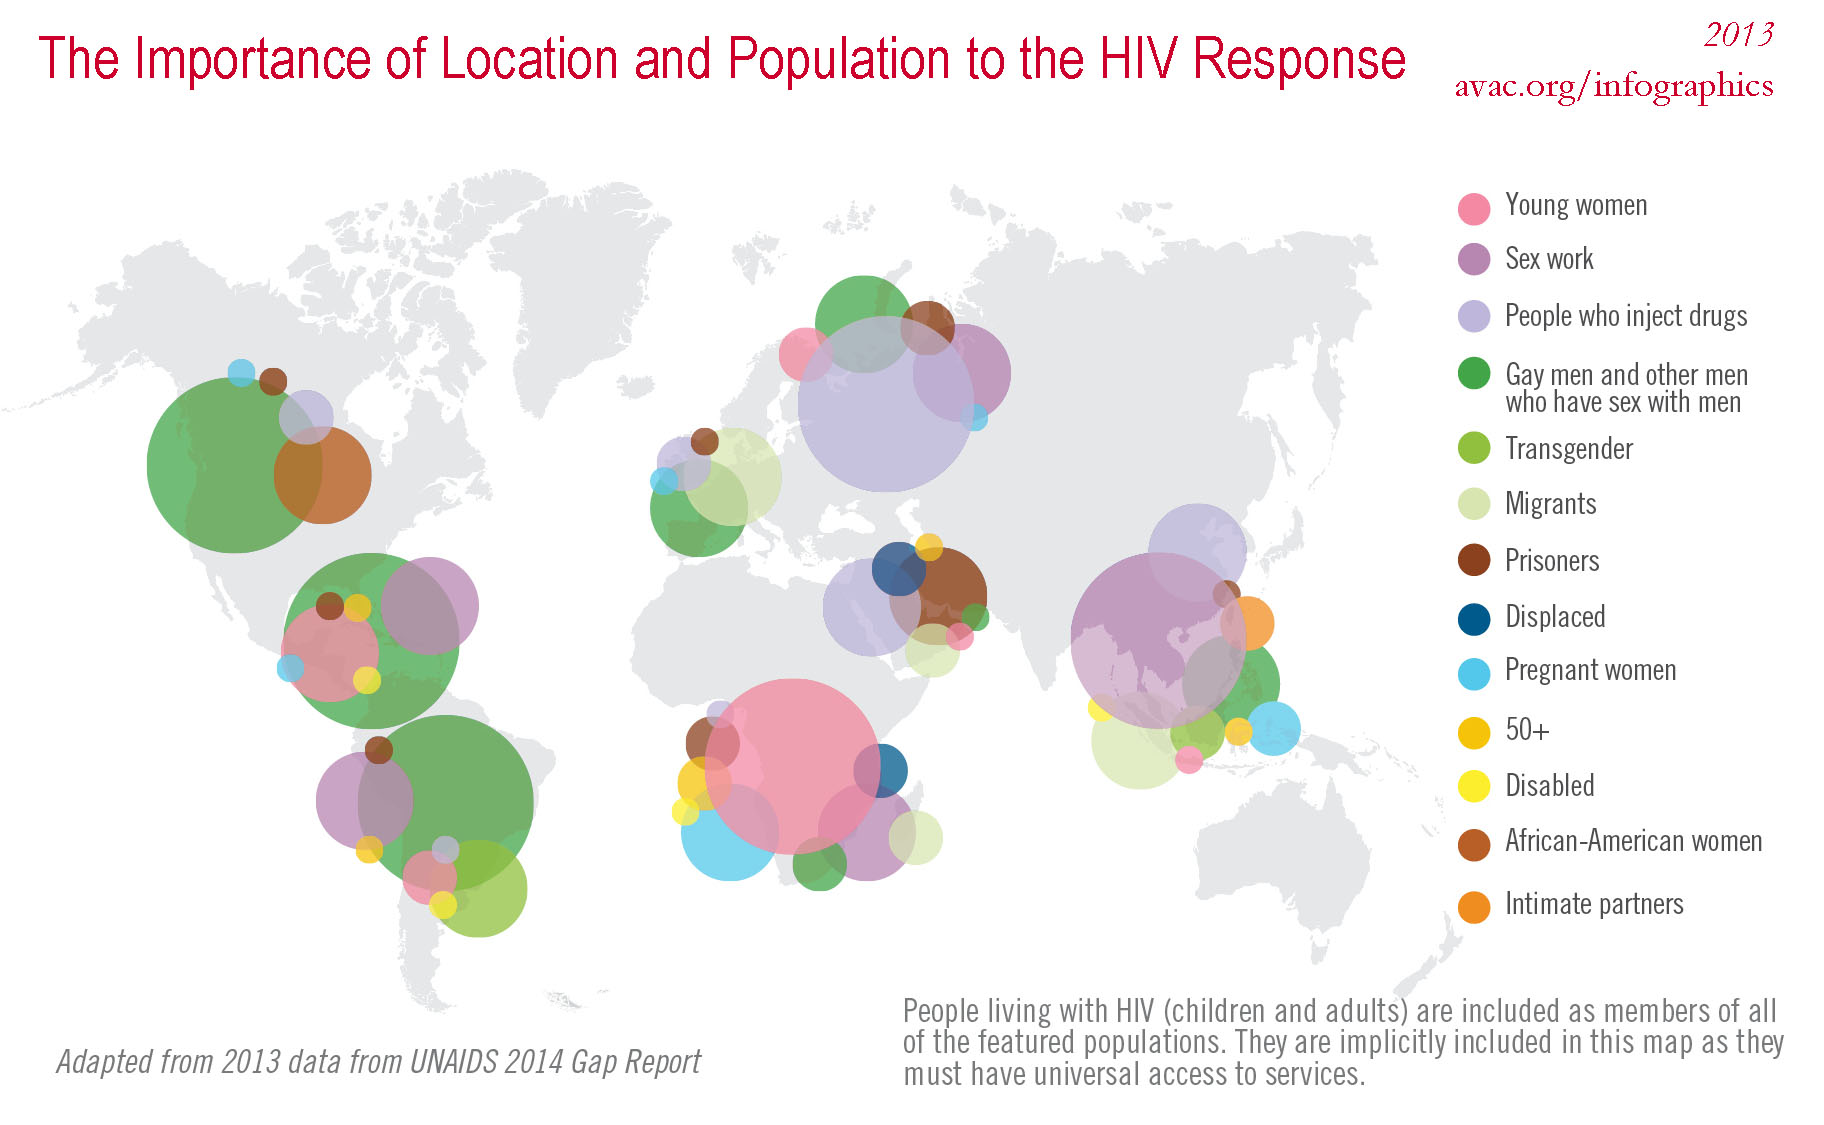 The Importance of Location and Population to the HIV Response
2013
avac.org/infographics
Young women
Sex work
People who inject drugs
Gay men and other men
who have sex with men
Transgender
Migrants
Prisoners
Displaced
Pregnant women
50+
Disabled
African-American women
Intimate partners
People living with HIV (children and adults) are included as members of all
of the featured populations. They are implicitly included in this map as they
must have universal access to services.
Adapted from 2013 data from UNAIDS 2014 Gap Report